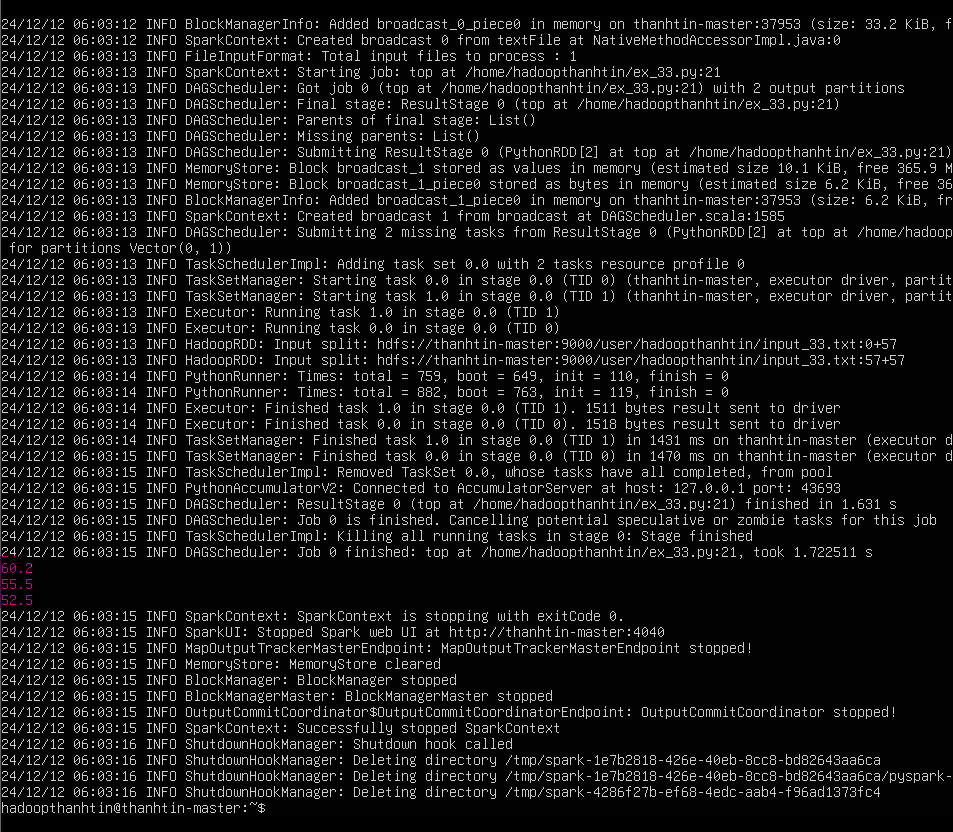 24/12/12 06:03:12 INFO BlockManagerInfo: Added broadcast_0_piece0 in memory on thanhtin-master:37953 (size: 33.2 KiB, f
24/12/12 06:03:12 INFO SparkContext: Created broadcast 0 from textFile at NativeMethodAccessorImpl.java:0
24/12/12 06:03:13 INFO FileInputFormat: Total input files to process : 1
24/12/12 06:03:13 INFO SparkContext: Starting job: top at /home/hadoopthanhtin/ex_33.py:21
24/12/12 06:03:13 INFO DAGScheduler: Got job 0 (top at /home/hadoopthanhtin/ex_33.py:21) with 2 output partitions
24/12/12 06:03:13 INFO DAGScheduler: Final stage: ResultStage 0 (top at /home/hadoopthanhtin/ex_33.py:21)
24/12/12 06:03:13 INFO DAGScheduler: Parents of final stage: List()
24/12/12 06:03:13 INFO DAGScheduler: Missing parents: List()
24/12/12 06:03:13 INFO DAGScheduler: Submitting ResultStage 0 (PythonRDD[2] at top at /home/hadoopthanhtin/ex_33.py:21)
24/12/12 06:03:13 INFO MemoryStore: Block broadcast_1 stored as values in memory (estimated size 10.1 KiB, free 365.9 M
24/12/12 06:03:13 INFO MemoryStore: Block broadcast_1_piece0 stored as bytes in memory (estimated size 6.2 KiB, free 36
24/12/12 06:03:13 INFO BlockManagerInfo: Added broadcast_1_piece0 in memory on thanhtin-master:37953 (size: 6.2 KiB, fr
24/12/12 06:03:13 INFO SparkContext: Created broadcast 1 from broadcast at DAGScheduler.scala:1585
24/12/12 06:03:13 INFO DAGScheduler: Submitting 2 missing tasks from ResultStage 0 (PythonRDD[2] at top at /home/hadoop
for partitions Vector(0, 1))
24/12/12 06:03:13 INFO TaskSchedulerImpl: Adding task set 0.0 with 2 tasks resource profile 0
24/12/12 06:03:13 INFO TaskSetManager: Starting task 0.0 in stage 0.0 (TID 0) (thanhtin-master, executor driver, partit
24/12/12 06:03:13 INFO TaskSetManager: Starting task 1.0 in stage 0.0 (TID 1) (thanhtin-master, executor driver, partit
24/12/12 06:03:13 INFO Executor: Running task 1.0 in stage 0.0 (TID 1)
24/12/12 06:03:13 INFO Executor: Running task 0.0 in stage 0.0 (TID 0)
24/12/12 06:03:13 INFO HadoopRDD: Input split: hdfs://thanhtin-master:9000/user/hadoopthanhtin/input_33.txt:0+57
24/12/12 06:03:13 INFO HadoopRDD: Input split: hdfs://thanhtin-master:9000/user/hadoopthanhtin/input_33.txt:57+57
24/12/12 06:03:14 INFO PythonRunner: Times: total = 759, boot = 649, init = 110, finish = 0
24/12/12 06:03:14 INFO PythonRunner: Times: total = 882, boot = 763, init = 119, finish = 0
24/12/12 06:03:14 INFO Executor: Finished task 1.0 in stage 0.0 (TID 1). 1511 bytes result sent to driver
24/12/12 06:03:14 INFO Executor: Finished task 0.0 in stage 0.0 (TID 0). 1518 bytes result sent to driver
24/12/12 06:03:14 INFO TaskSetManager: Finished task 1.0 in stage 0.0 (TID 1) in 1431 ms on thanhtin-master (executor d
24/12/12 06:03:15 INFO TaskSetManager: Finished task 0.0 in stage 0.0 (TID 0) in 1470 ms on thanhtin-master (executor d
24/12/12 06:03:15 INFO TaskSchedulerImpl: Removed TaskSet 0.0, whose tasks have all completed, from pool
24/12/12 06:03:15 INFO PythonAccumulatorV2: Connected to AccumulatorServer at host: 127.0.0.1 port: 43693
24/12/12 06:03:15 INFO DAGScheduler: ResultStage 0 (top at /home/hadoopthanhtin/ex_33.py:21) finished in 1.631 s
24/12/12 06:03:15 INFO DAGScheduler: Job 0 is finished. Cancelling potential speculative or zombie tasks for this job
24/12/12 06:03:15 INFO TaskSchedulerImpl: Killing all running tasks in stage 0: Stage finished
24/12/12 06:03:15 INFO DAGScheduler: Job 0 finished: top at /home/hadoopthanhtin/ex_33.py:21, took 1.722511 s
60.2
55.5
52.5
24/12/12 06:03:15 INFO SparkContext: SparkContext is stopping with exitCode 0.
24/12/12 06:03:15 INFO SparkUI: Stopped Spark web UI at http://thanhtin-master:4040
24/12/12 06:03:15 INFO MapOutputTrackerMasterEndpoint: MapOutputTrackerMasterEndpoint stopped!
24/12/12 06:03:15 INFO MemoryStore: MemoryStore cleared
24/12/12 06:03:15 INFO BlockManager: BlockManager stopped
24/12/12 06:03:15 INFO BlockManagerMaster: BlockManagerMaster stopped
24/12/12 06:03:15 INFO OutputCommitCoordinator$OutputCommitCoordinatorEndpoint: OutputCommitCoordinator stopped!
24/12/12 06:03:15 INFO SparkContext: Successfully stopped SparkContext
24/12/12 06:03:16 INFO ShutdownHookManager: Shutdown hook called
24/12/12 06:03:16 INFO ShutdownHookManager: Deleting directory /tmp/spark-1e7b2818-426e-40eb-8cc8-bd82643aa6ca
24/12/12 06:03:16 INFO ShutdownHookManager: Deleting directory /tmp/spark-1e7b2818-426e-40eb-8cc8-bd82643aa6ca/pyspark-
24/12/12 06:03:16 INFO ShutdownHookManager: Deleting directory /tmp/spark-4286f27b-ef68-4edc-aab4-f96ad1373fc4
hadoopthanhtin@thanhtin-master:~$